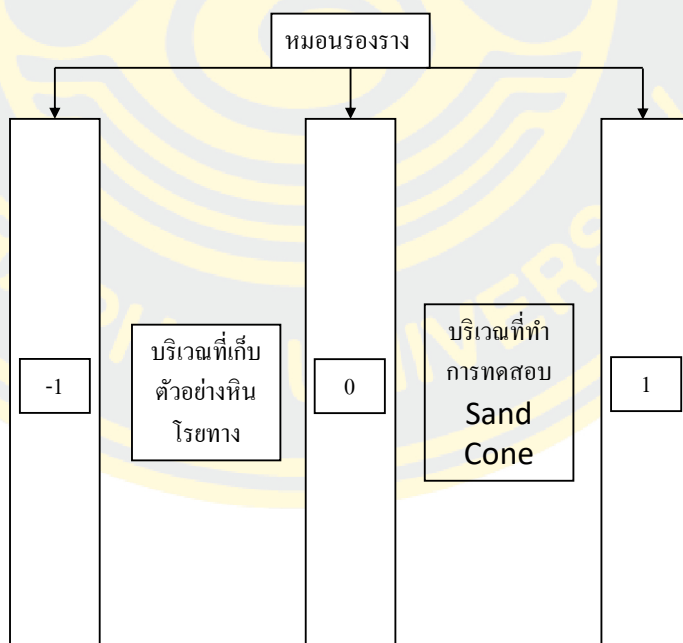 หมอนรองราง
บริเวณที่เก็บ
ตัวอย่างหิน
โรยทาง
บริเวณที่ทำ
การทดสอบ
Sand
Cone
-1
0
1